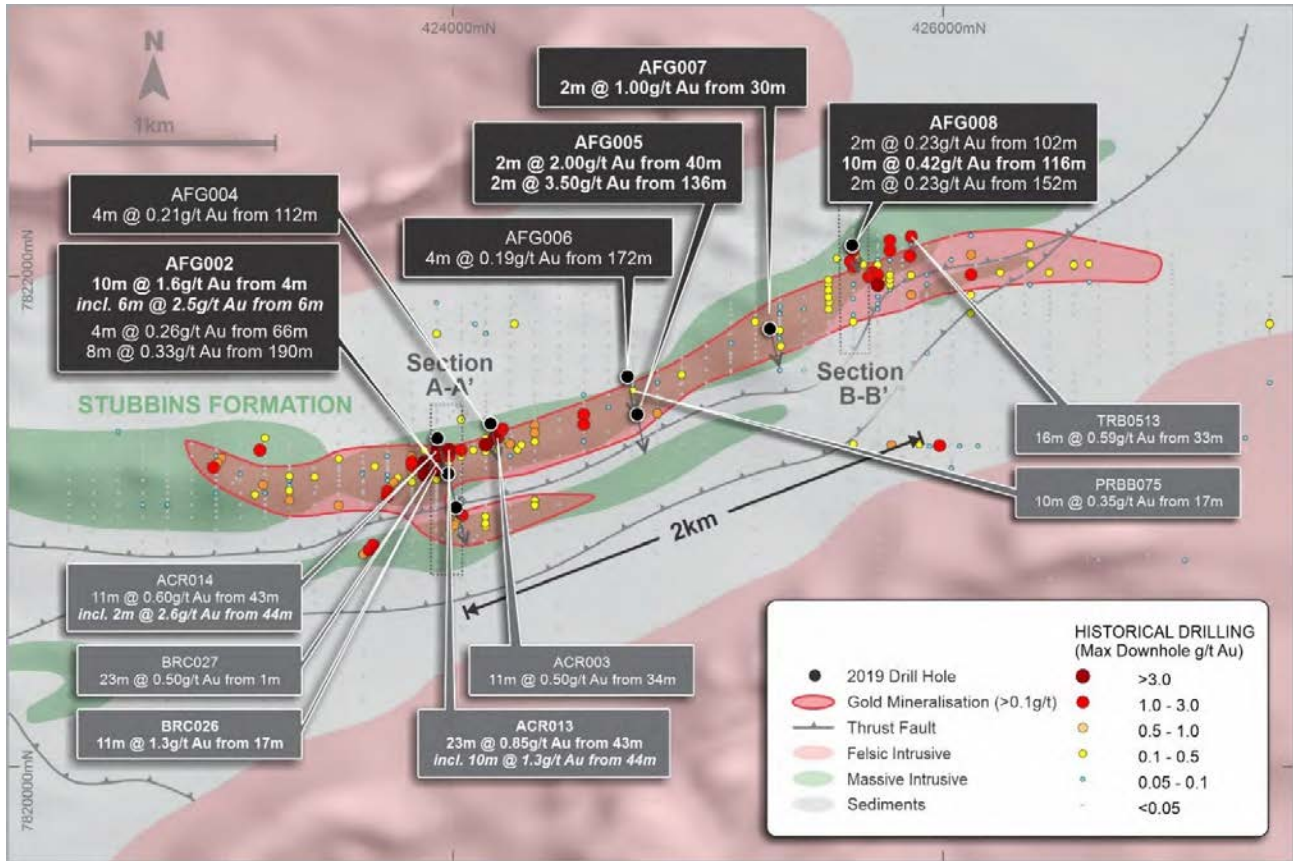 424000mN
426000mN
N
1km
AFG007
2m @ 1.00g/t Au from 30m
AFG005
2m @ 2.00g/t Au from 40m
2m @ 3.50g/t Au from 136m
AFG008
2m @ 0.23g/t Au from 102m
10m @ 0.42g/t Au from 116m
2m @ 0.23g/t Au from 152m
AFG004
4m @ 0.21g/t Au from 112m
AFG006
4m @ 0.19g/t Au from 172m
AFG002
10m @ 1.6g/t Au from 4m
incl. 6m @ 2.5g/t Au from 6m
4m @ 0.26g/t Au from 66m
8m @ 0.33g/t Au from 190m
7822000mN
Section
A-A'
Section
B-B'
STUBBINS FORMATION
TRB0513
16m @ 0.59g/t Au from 33m
PRBB075
10m @ 0.35g/t Au from 17m
2km
ACR014
11m @ 0.60g/t Au from 43m
incl. 2m @ 2.6g/t Au from 44m
BRC027
23m @ 0.50g/t Au from 1m
ACR003
11m @ 0.50g/t Au from 34m
BRC026
11m @ 1.3g/t Au from 17m
ACR013
23m @ 0.85g/t Au from 43m
incl. 10m @ 1.3g/t Au from 44m
7820000mN
2019 Drill Hole
Gold Mineralisation (>0.1g/t)
Thrust Fault
Felsic Intrusive
Massive Intrusive
Sediments
HISTORICAL DRILLING
(Max Downhole g/t Au)
>3.0
1.0 - 3.0
0.5 - 1.0
0.1 - 0.5
0.05 - 0.1
<0.05